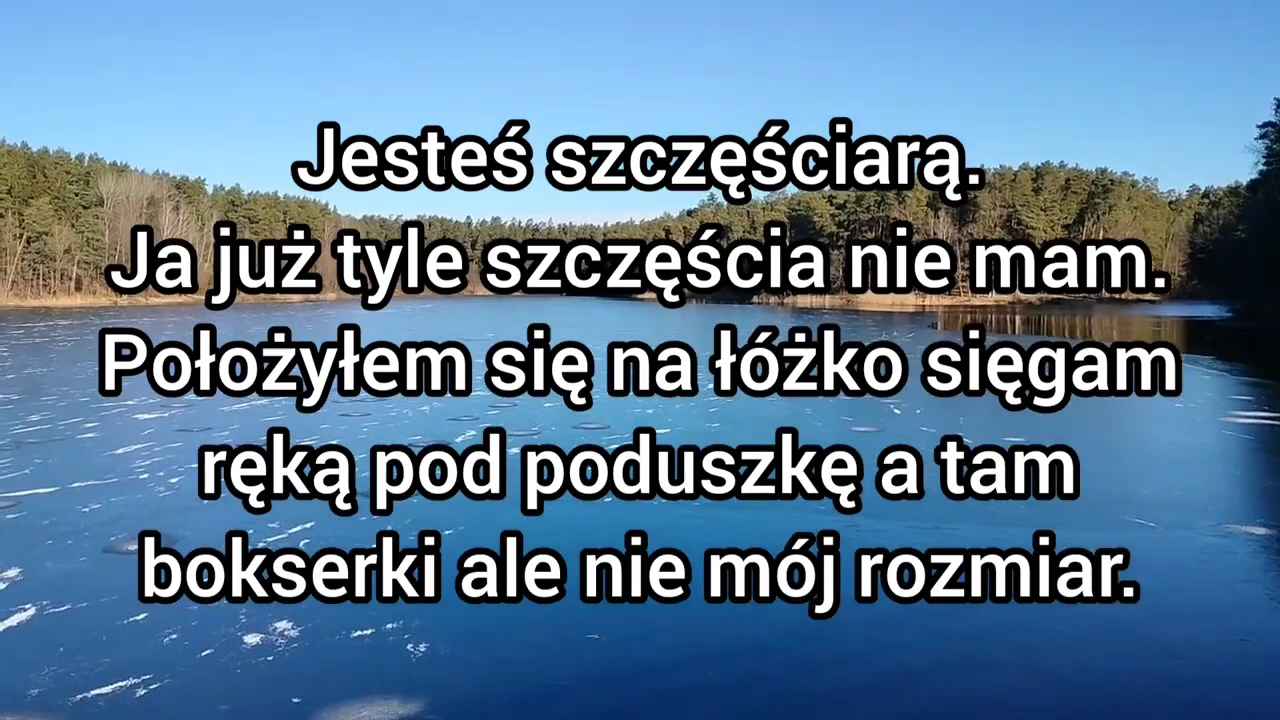 Jesteś szczęściarą.
Ja już tyle szczęścia nie mam.
Położyłem się na łóżko sięgam
ręką pod poduszkę a tam
bokserki ale nie mój rozmiar.